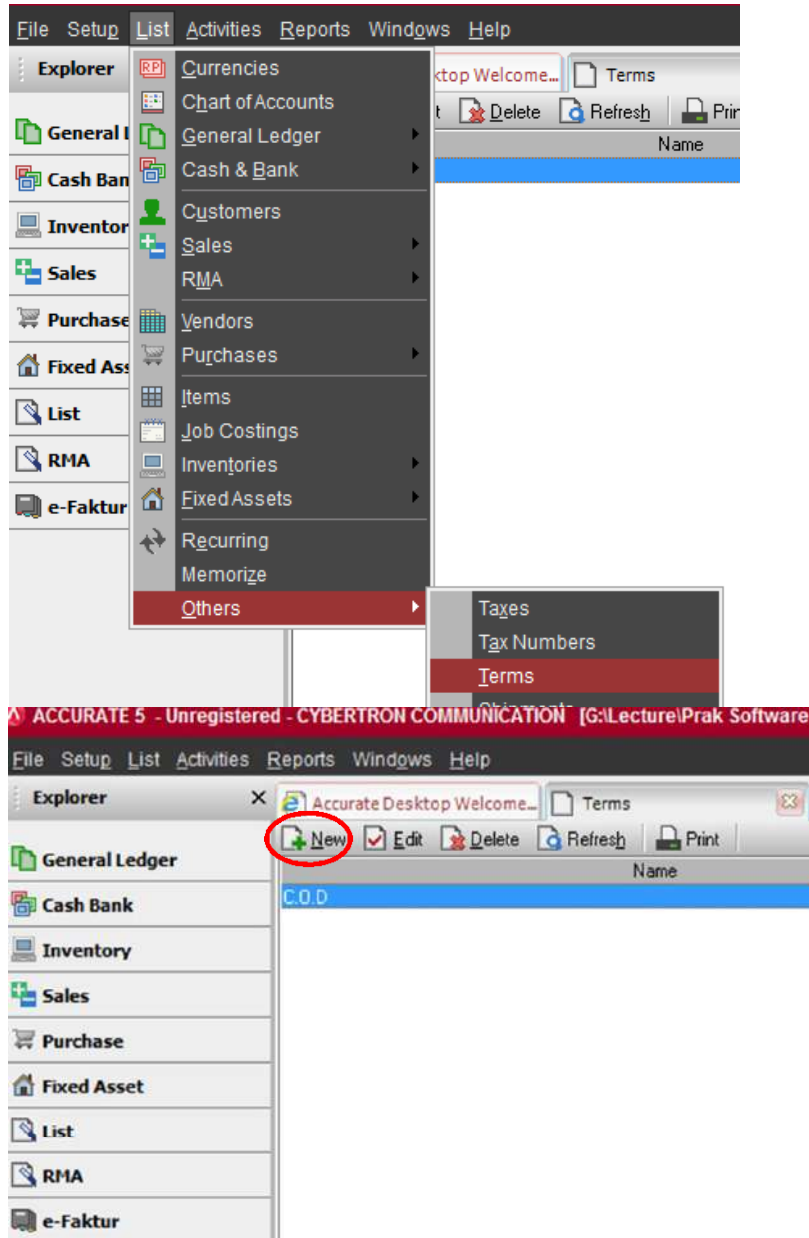 File Setup List Activities Reports Windows Help
Explorer
Currencies
ktop Welcome...
Terms
Chart of Accounts
t Delete Refresh Prin
General L
General Ledger
Name
Cash Ban
Cash & Bank
Inventor
Customers
Sales
Sales
RMA
Purchase
Vendors
Fixed Ass
Purchases
List
Items
Job Costings
RMA
Inventories
e-Faktur
Fixed Assets
Recurring
Memorize
Others
Taxes
Tax Numbers
Terms
Shipments
ACCURATE 5 - Unregistered - CYBERTRON COMMUNICATION [G:\Lecture\Prak Software
File Setup List Activities Reports Windows Help
Explorer
Accurate Desktop Welcome...
Terms
New Edit Delete Refresh Print
General Ledger
Name
Cash Bank
C.O.D
Inventory
Sales
Purchase
Fixed Asset
List
RMA
e-Faktur